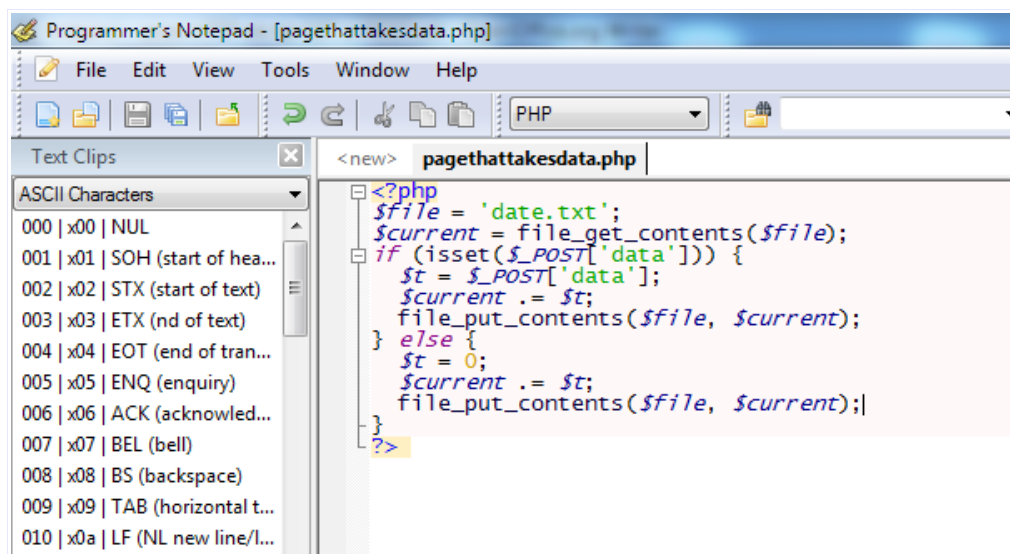 Programmer's Notepad - [pagethattakesdata.php]
File Edit View Tools Window Help
PHP
Text Clips
<new> pagethattakesdata.php
ASCII Characters
000 | x00 | NUL
001 | x01 | SOH (start of hea...
002 | x02 | STX (start of text)
003 | x03 | ETX (nd of text)
004 | x04 | EOT (end of tran...
005 | x05 | ENQ (enquiry)
006 | x06 | ACK (acknowled...
007 | x07 | BEL (bell)
008 | x08 | BS (backspace)
009 | x09 | TAB (horizontal t...
010 | x0a | LF (NL new line/l...
<?php
$file = 'date.txt';
$current = file_get_contents($file);
if (isset($_POST['data'])) {
  $t = $_POST['data'];
  $current .= $t;
  file_put_contents($file, $current);
} else {
  $t = 0;
  $current .= $t;
  file_put_contents($file, $current);
}
?>